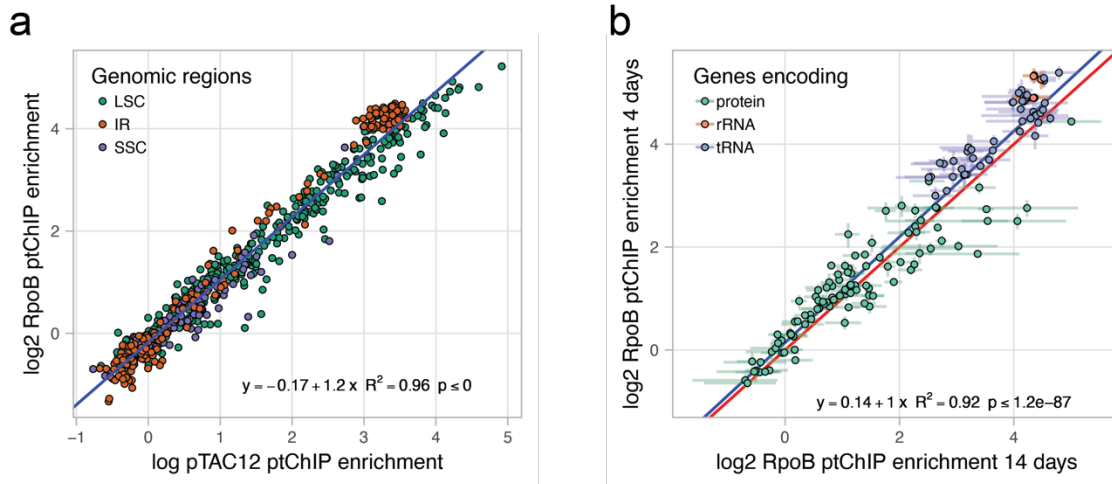 a
Genomic regions
LSC
IR
SSC
4
2
0
log2 RpoB ptChIP enrichment
y = −0.17 + 1.2 x R² = 0.96 p ≤ 0
−1 0 1 2 3 4 5
log pTAC12 ptChIP enrichment
b
Genes encoding
protein
rRNA
tRNA
4
2
0
log2 RpoB ptChIP enrichment 4 days
y = 0.14 + 1 x R² = 0.92 p ≤ 1.2e−87
0 2 4
log2 RpoB ptChIP enrichment 14 days